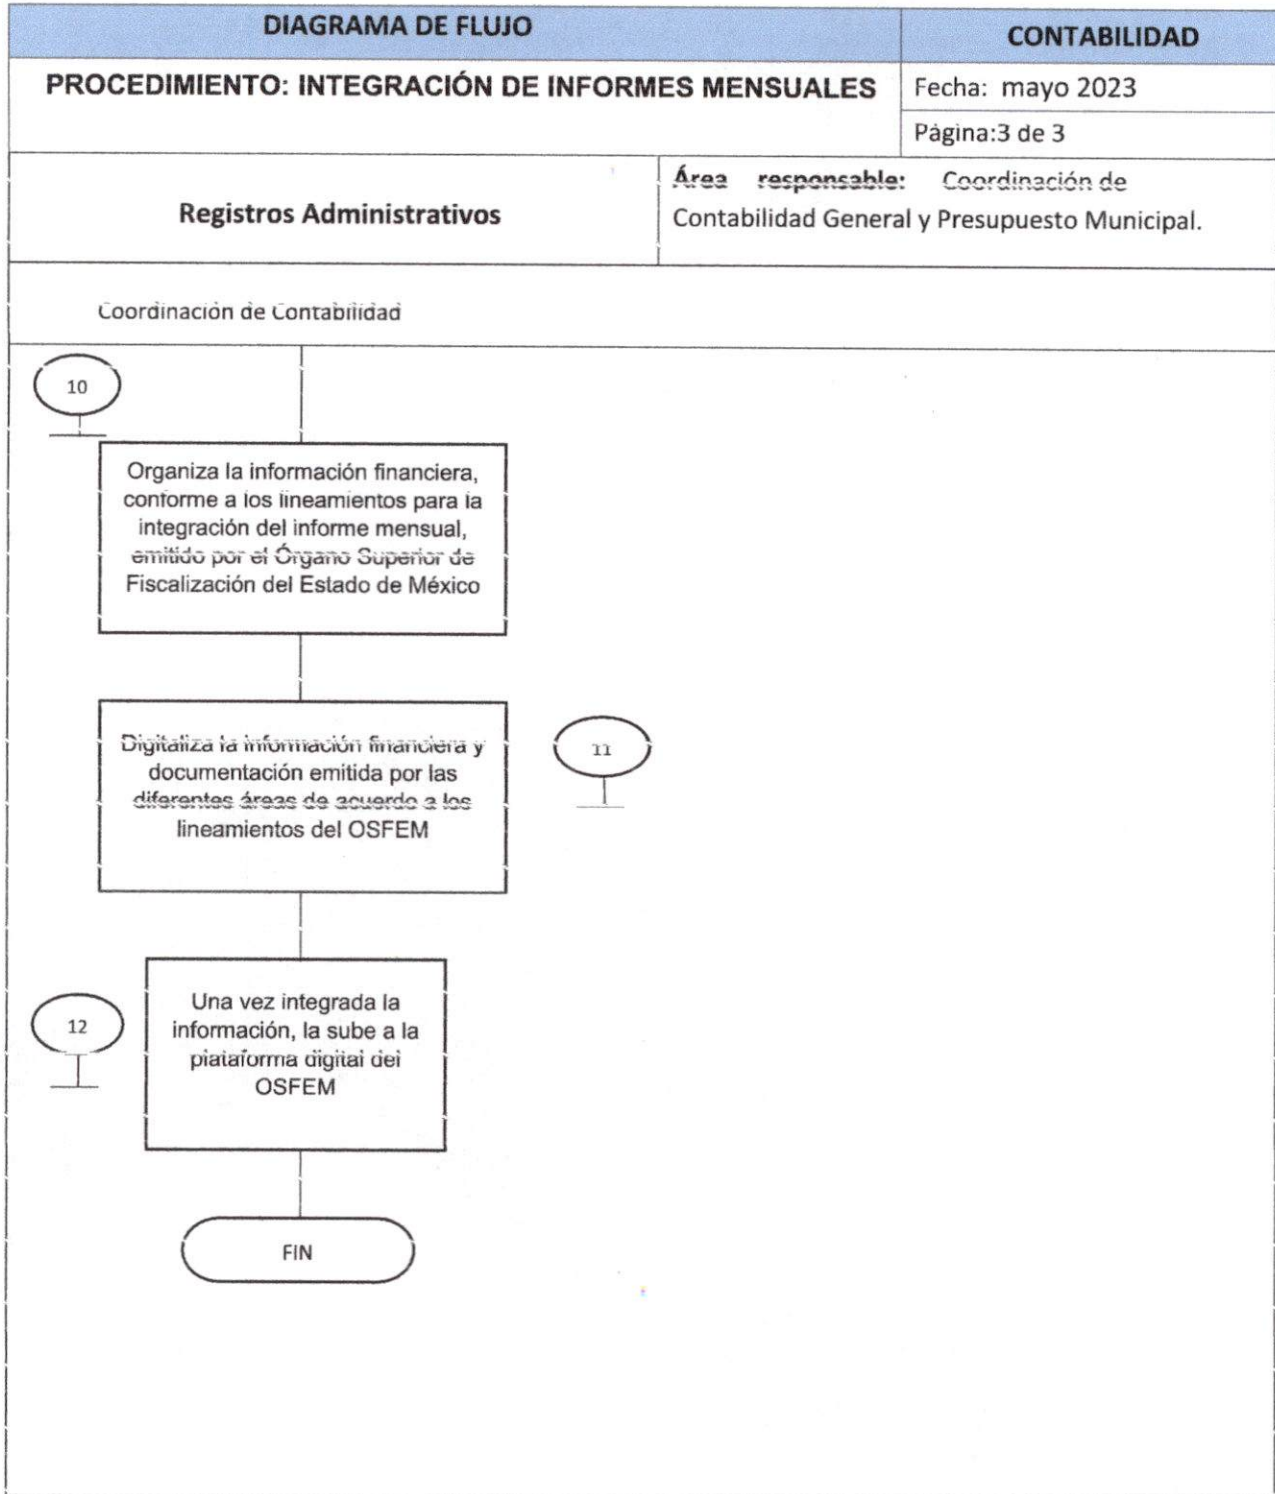 DIAGRAMA DE FLUJO
CONTABILIDAD
PROCEDIMIENTO: INTEGRACIÓN DE INFORMES MENSUALES
Fecha: mayo 2023
Página:3 de 3
Registros Administrativos
Área responsable: Coordinación de
Contabilidad General y Presupuesto Municipal.
Coordinación de Contabilidad
10
Organiza la información financiera,
conforme a los lineamientos para la
integración del informe mensual,
emitido por el Órgano Superior de
Fiscalización del Estado de México
Digitaliza la información financiera y
documentación emitida por las
diferentes áreas de acuerdo a los
lineamientos del OSFEM
11
12
Una vez integrada la
información, la sube a la
plataforma digital del
OSFEM
FIN